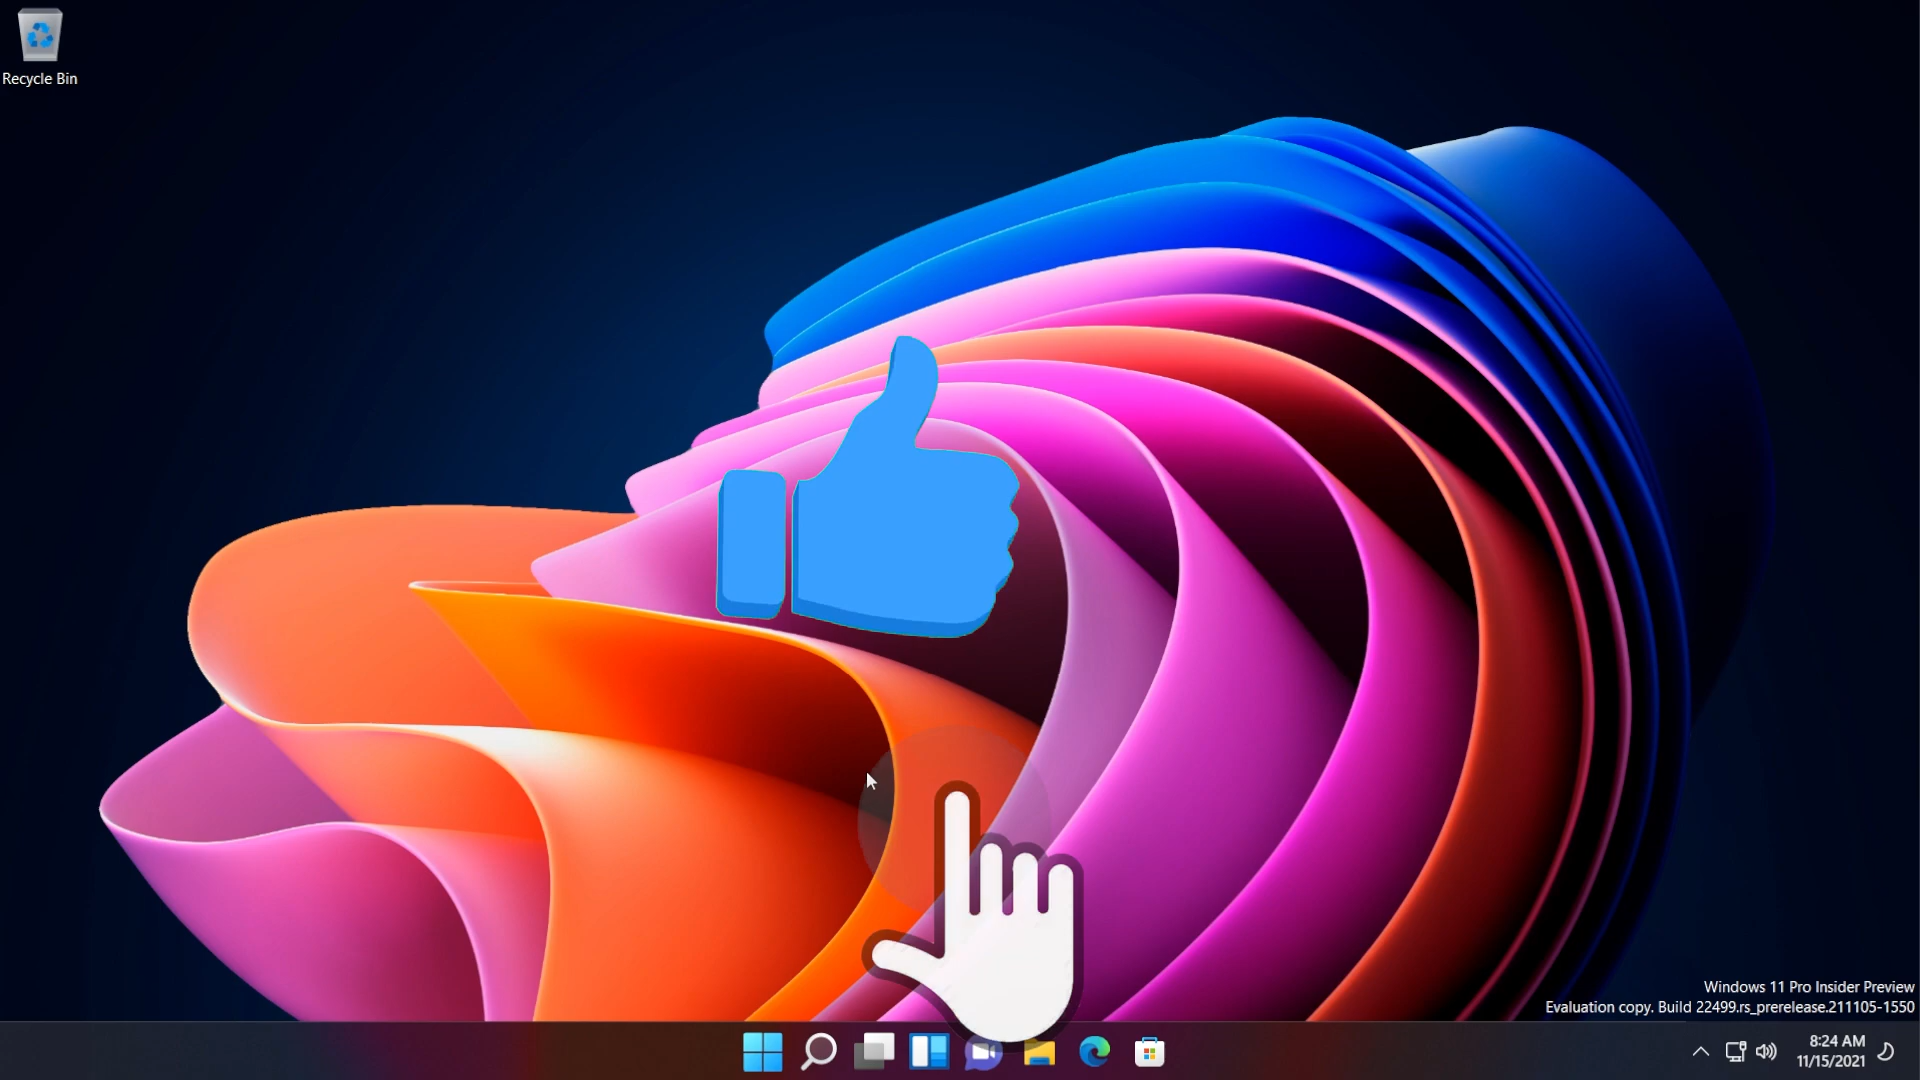 Recycle Bin
Windows 11 Pro Insider Preview
Evaluation copy. Build 22499.rs_prerelease.211105-1550
8:24 AM
11/15/2021